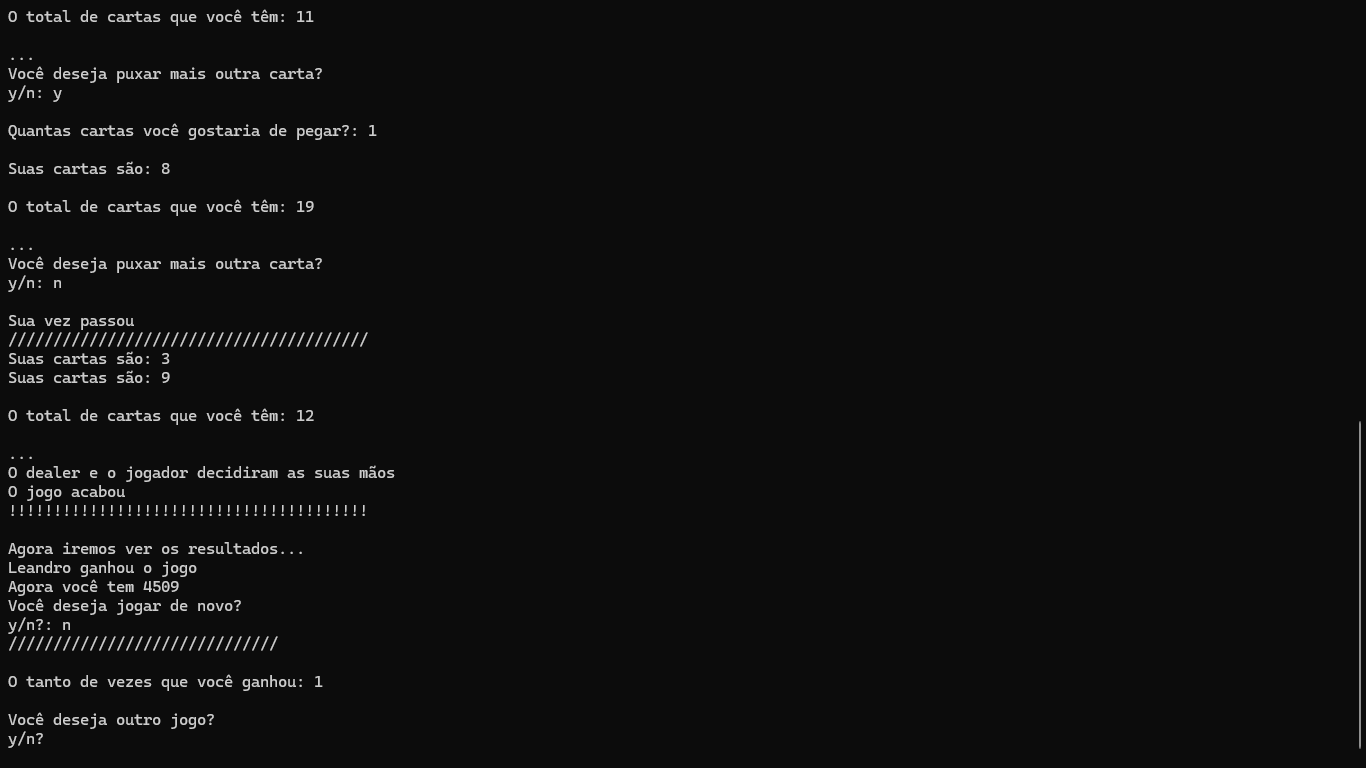 O total de cartas que você têm: 11
...
Você deseja puxar mais outra carta?
y/n: y
Quantas cartas você gostaria de pegar?: 1
Suas cartas são: 8
O total de cartas que você têm: 19
...
Você deseja puxar mais outra carta?
y/n: n
Sua vez passou
////////////////////////////////////////
Suas cartas são: 3
Suas cartas são: 9
O total de cartas que você têm: 12
...
O dealer e o jogador decidiram as suas mãos
O jogo acabou
!!!!!!!!!!!!!!!!!!!!!!!!!!!!!!!!!!!!!!!!
Agora iremos ver os resultados...
Leandro ganhou o jogo
Agora você tem 4509
Você deseja jogar de novo?
y/n?: n
//////////////////////////////
O tanto de vezes que você ganhou: 1
Você deseja outro jogo?
y/n?